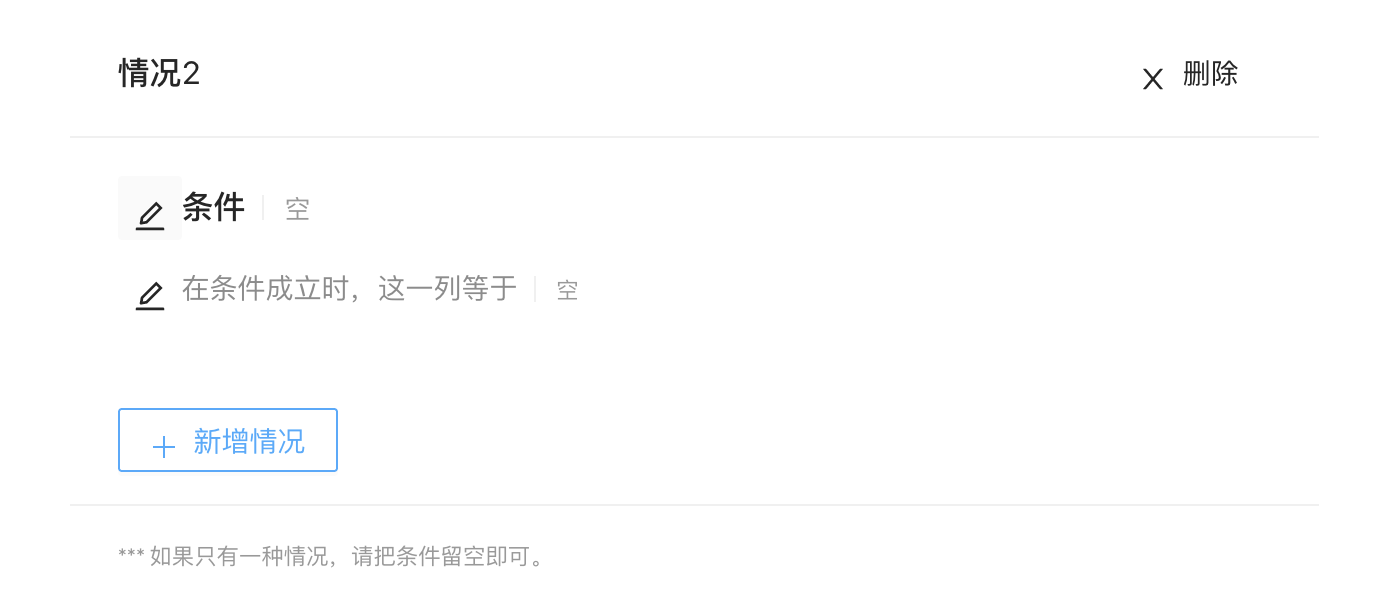 情况2
删除
条件 空
在条件成立时，这一列等于 空
新增情况
*** 如果只有一种情况，请把条件留空即可。